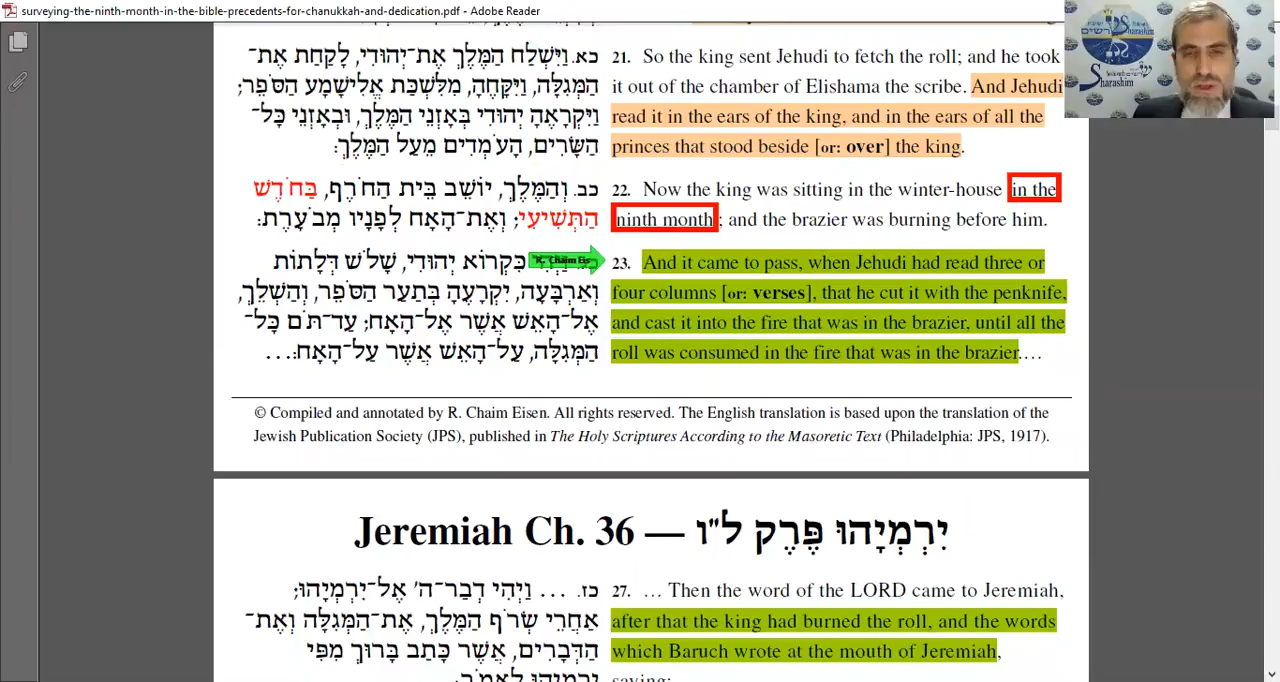 surveying-the-ninth-month-in-the-bible-precedents-for-chanukkah-and-dedication.pdf - Adobe Reader
Sharashim
כא. וַיִּשְׁלַח הַמֶּלֶךְ אֶת־יְהוּדִי, לָקַחַת אֶת־
הַמְּגִלָּה, וַיִּקָּחֶהָ, מִלִּשְׁכַּת אֱלִישָׁמָע הַסֹּפֵר;
וַיִּקְרָאֶהָ יְהוּדִי בְּאָזְנֵי הַמֶּלֶךְ, וּבְאָזְנֵי כָּל־
הַשָּׂרִים, הָעֹמְדִים מֵעַל הַמֶּלֶךְ:
21. So the king sent Jehudi to fetch the roll; and he took
it out of the chamber of Elishama the scribe. And Jehudi
read it in the ears of the king, and in the ears of all the
princes that stood beside [or: over] the king.
כב. וְהַמֶּלֶךְ, יוֹשֵׁב בֵּית הַחֹרֶף, בַּחֹדֶשׁ
הַתְּשִׁיעִי; וְאֶת־הָאָח לְפָנָיו מְבֹעָרֶת:
22. Now the king was sitting in the winter-house in the
ninth month; and the brazier was burning before him.
כִּקְרוֹא יְהוּדִי, שָׁלֹשׁ דְּלָתוֹת
וְאַרְבָּעָה, יִקְרָעֶהָ בְּתַעַר הַסֹּפֵר, וְהַשְׁלֵךְ,
אֶל־הָאֵשׁ אֲשֶׁר אֶל־הָאָח; עַד־תֹּם כָּל־
הַמְּגִלָּה, עַל־הָאֵשׁ אֲשֶׁר עַל־הָאָח:...
R. Chaim Eis
23. And it came to pass, when Jehudi had read three or
four columns [or: verses], that he cut it with the penknife,
and cast it into the fire that was in the brazier, until all the
roll was consumed in the fire that was in the brazier....
© Compiled and annotated by R. Chaim Eisen. All rights reserved. The English translation is based upon the translation of the
Jewish Publication Society (JPS), published in The Holy Scriptures According to the Masoretic Text (Philadelphia: JPS, 1917).
Jeremiah Ch. 36 — יִרְמְיָהוּ פֶּרֶק ל"ו
כז. ... וַיְהִי דְבַר־ה' אֶל־יִרְמְיָהוּ;
אַחֲרֵי שְׂרֹף הַמֶּלֶךְ, אֶת־הַמְּגִלָּה וְאֶת־
הַדְּבָרִים, אֲשֶׁר כָּתַב בָּרוּךְ מִפִּי
יִרְמְיָהוּ לֵאמֹר:
27. ... Then the word of the LORD came to Jeremiah,
after that the king had burned the roll, and the words
which Baruch wrote at the mouth of Jeremiah,
saying: